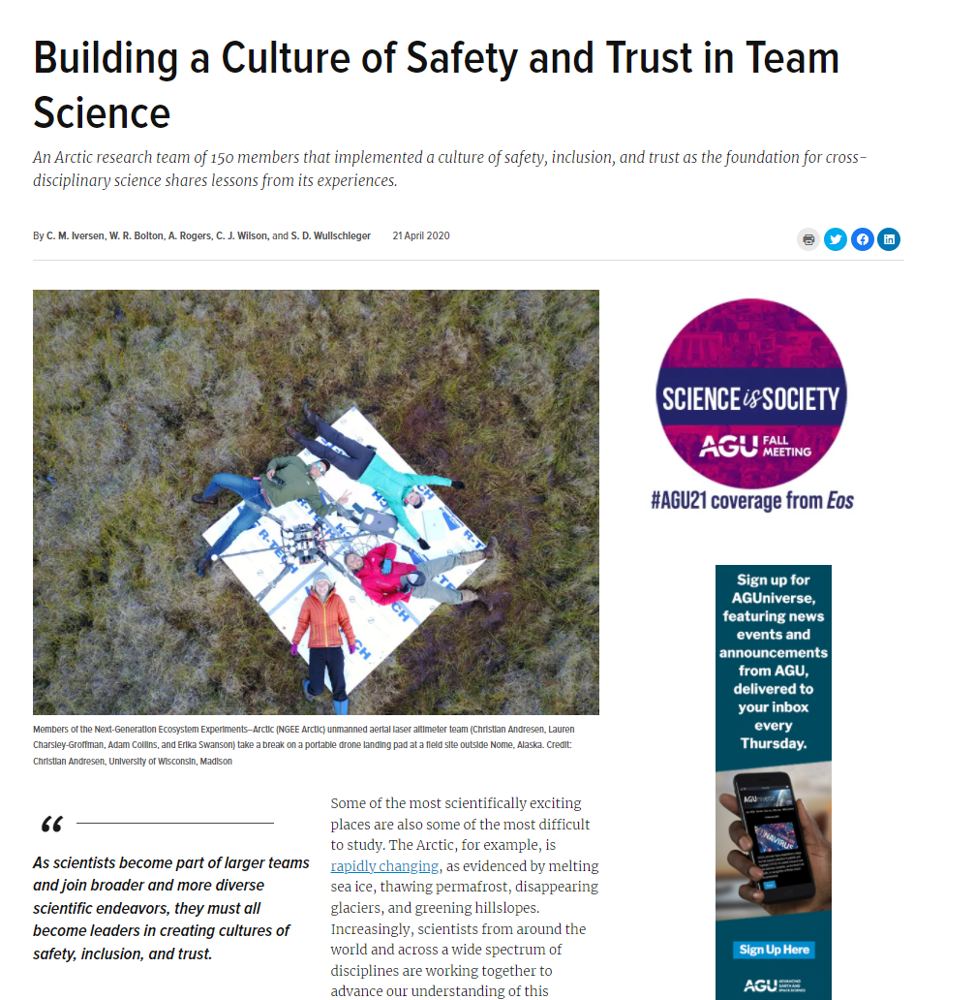 Building a Culture of Safety and Trust in Team
Science
An Arctic research team of 150 members that implemented a culture of safety, inclusion, and trust as the foundation for cross-
disciplinary science shares lessons from its experiences.
By C. M. Iversen, W. R. Bolton, A. Rogers, C. J. Wilson, and S. D. Wullschleger 21 April 2020
R-TECH
TECH
CH
SCIENCE is SOCIETY
AGU FALL
MEETING
#AGU21 coverage from Eos
Members of the Next-Generation Ecosystem Experiments–Arctic (NGEE Arctic) unmanned aerial laser altimeter team (Christian Andresen, Lauren
Charsley-Groffman, Adam Collins, and Erika Swanson) take a break on a portable drone landing pad at a field site outside Nome, Alaska. Credit:
Christian Andresen, University of Wisconsin, Madison
“
As scientists become part of larger teams
and join broader and more diverse
scientific endeavors, they must all
become leaders in creating cultures of
safety, inclusion, and trust.
Some of the most scientifically exciting
places are also some of the most difficult
to study. The Arctic, for example, is
rapidly changing, as evidenced by melting
sea ice, thawing permafrost, disappearing
glaciers, and greening hillslopes.
Increasingly, scientists from around the
world and across a wide spectrum of
disciplines are working together to
advance our understanding of this
Sign up for
AGUniverse,
featuring news
events and
announcements
from AGU,
delivered to
your inbox
every
Thursday.
AGUniverse
Sign Up Here
AGU ADVANCING
EARTH AND
SPACE SCIENCE